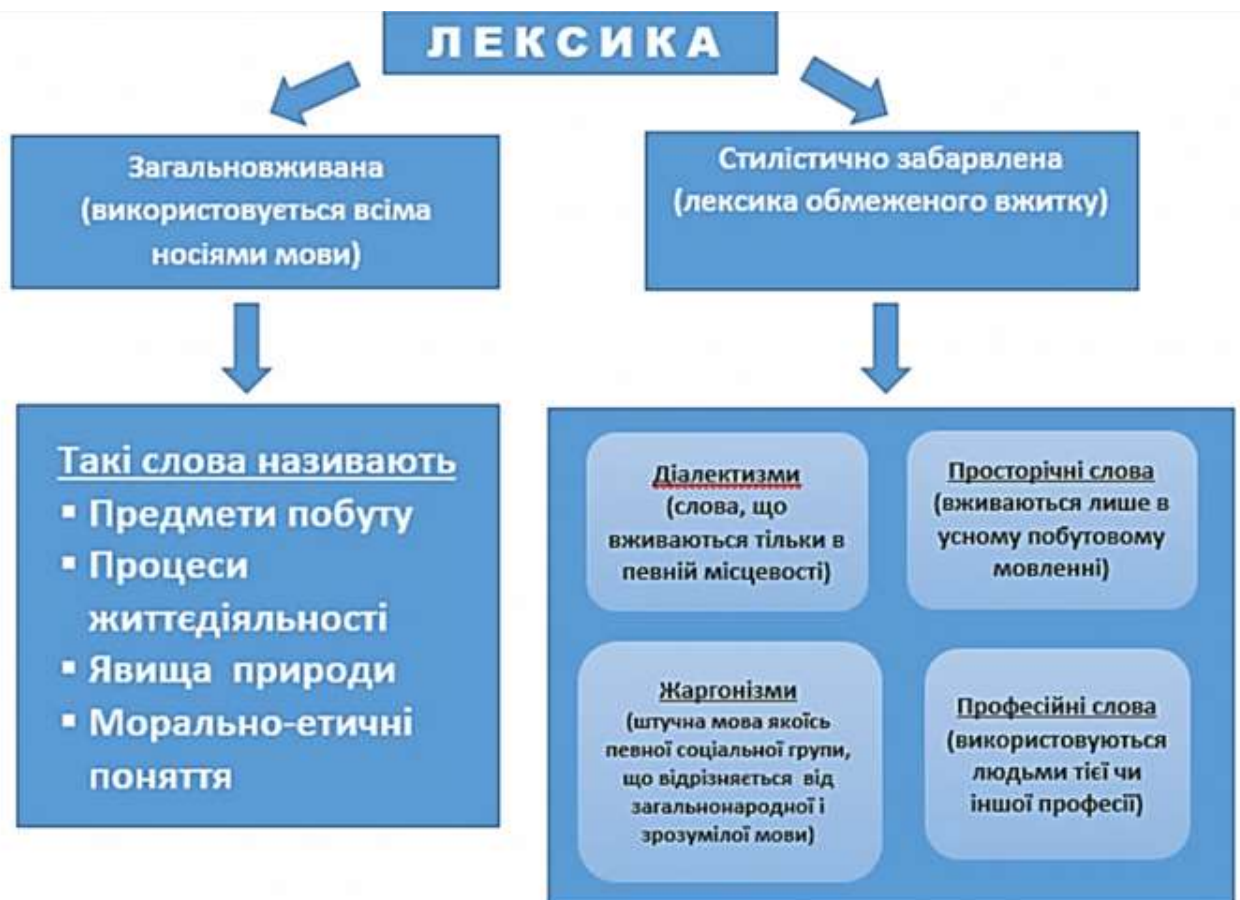 ЛЕКСИКА
Загальновживана
(використовується всіма
носіями мови)
Стилістично забарвлена
(лексика обмеженого вжитку)
Такі слова називають
▪ Предмети побуту
▪ Процеси
життєдіяльності
▪ Явища природи
▪ Морально-етичні
поняття
Діалектизми
(слова, що
вживаються тільки в
певній місцевості)
Просторічні слова
(вживаються лише в
усному побутовому
мовленні)
Жаргонізми
(штучна мова якоїсь
певної соціальної групи,
що відрізняється від
загальнонародної і
зрозумілої мови)
Професійні слова
(використовуються
людьми тієї чи
іншої професії)